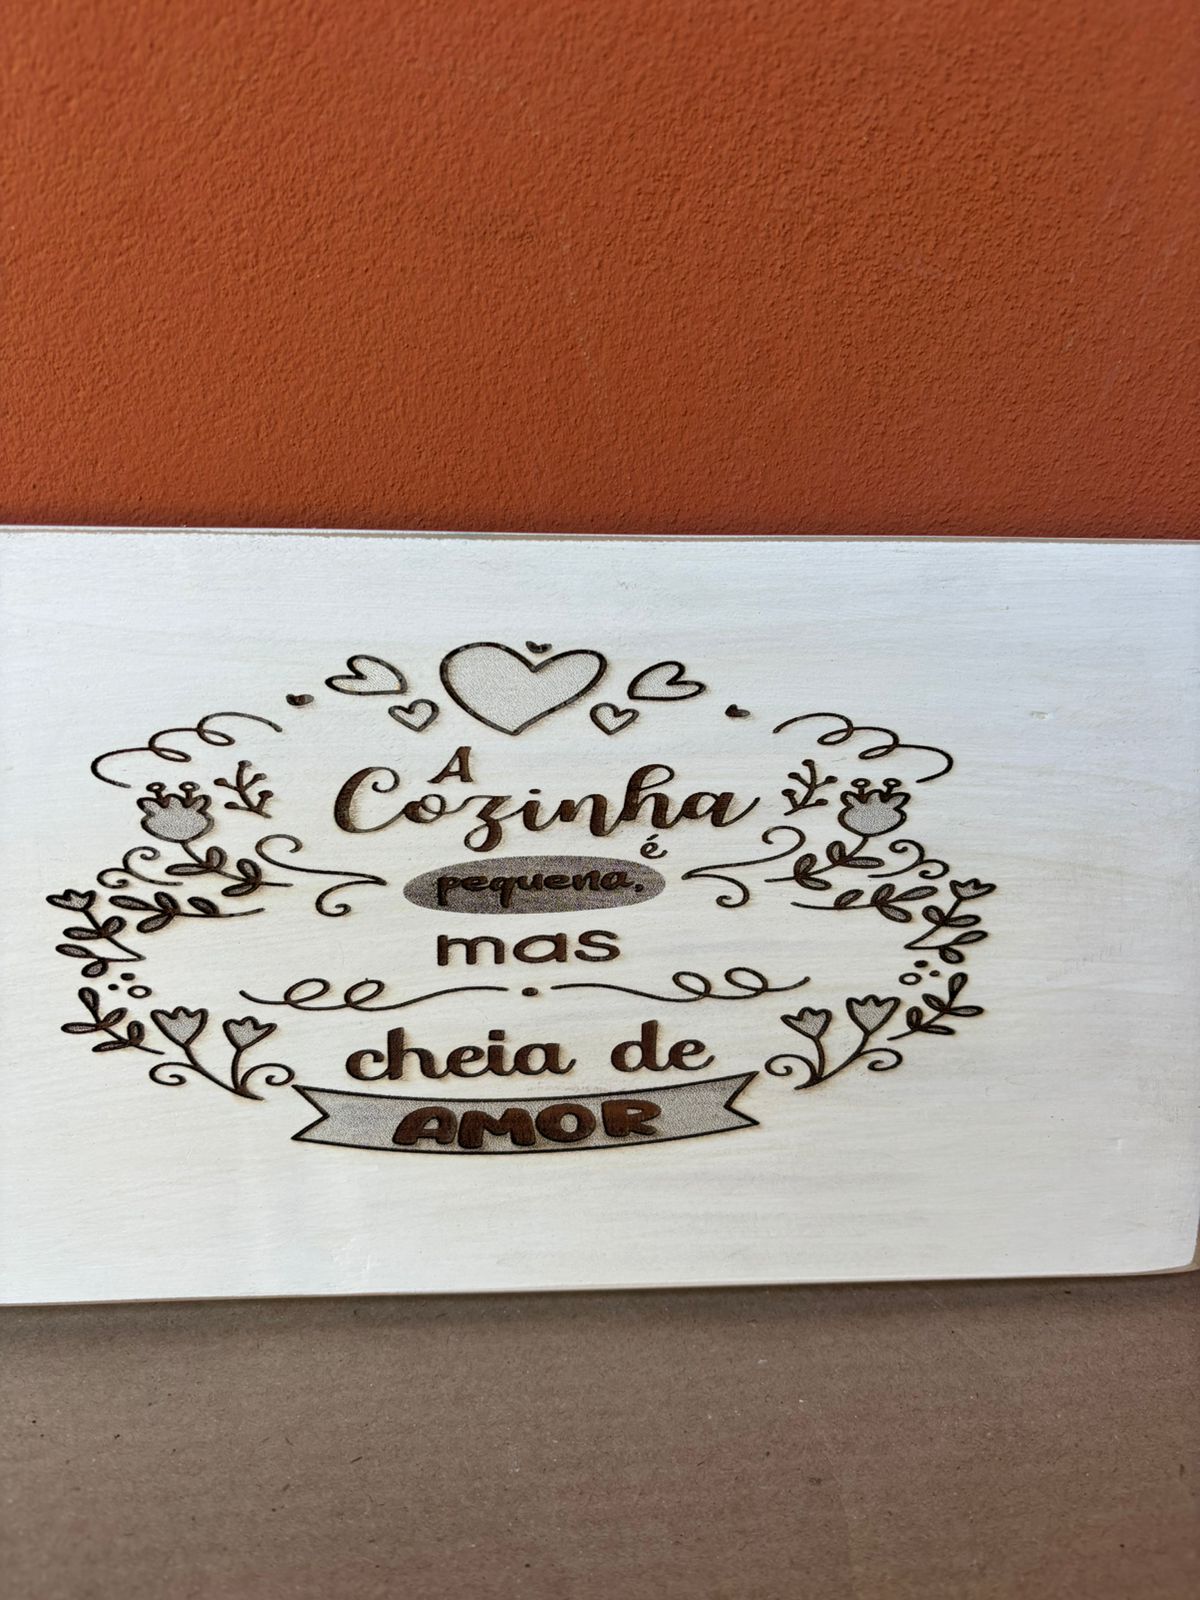 A
Cozinha
é
pequena,
mas
cheia de
AMOR